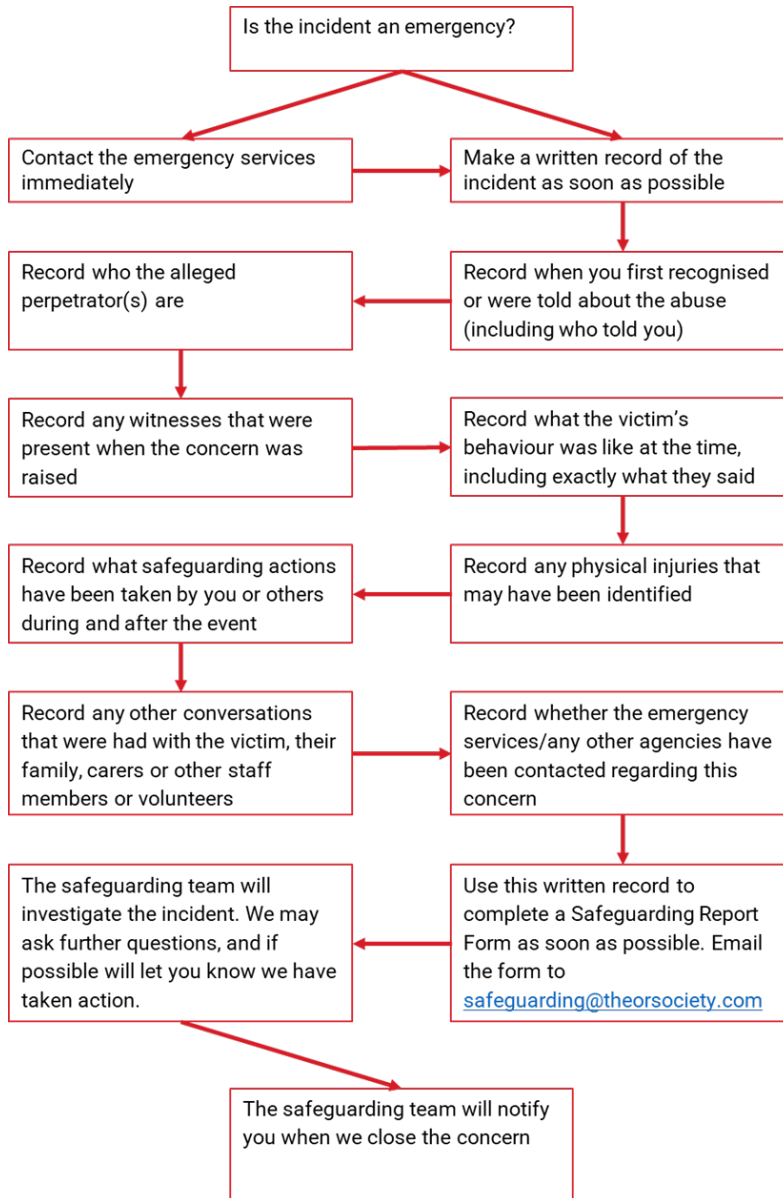 Is the incident an emergency?
Contact the emergency services
immediately
Make a written record of the
incident as soon as possible
Record when you first recognised
or were told about the abuse
(including who told you)
Record who the alleged
perpetrator(s) are
Record any witnesses that were
present when the concern was
raised
Record what the victim’s
behaviour was like at the time,
including exactly what they said
Record any physical injuries that
may have been identified
Record what safeguarding actions
have been taken by you or others
during and after the event
Record any other conversations
that were had with the victim, their
family, carers or other staff
members or volunteers
Record whether the emergency
services/any other agencies have
been contacted regarding this
concern
Use this written record to
complete a Safeguarding Report
Form as soon as possible. Email
the form to
safeguarding@theorsociety.com
The safeguarding team will
investigate the incident. We may
ask further questions, and if
possible will let you know we have
taken action.
The safeguarding team will notify
you when we close the concern